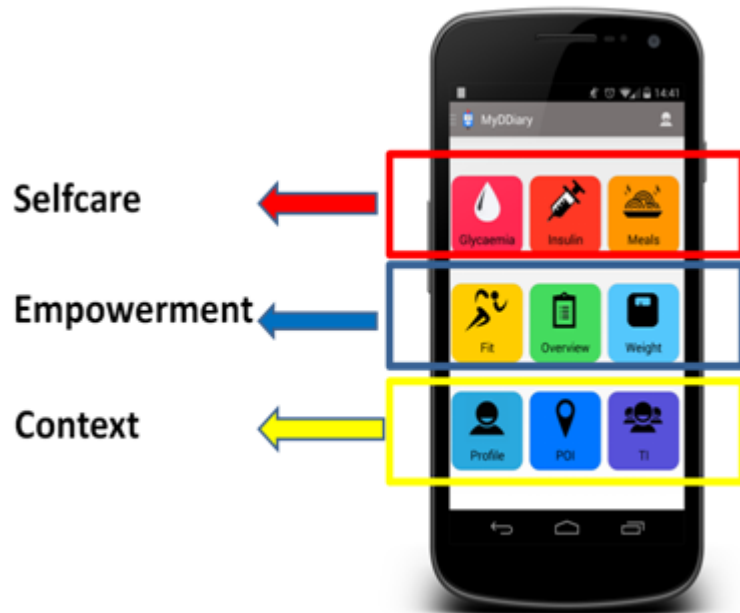 14:41
MyDDiary
Selfcare
Glycaemia Insulin Meals
Empowerment
Fit Overview Weight
Context
Profile POI TI